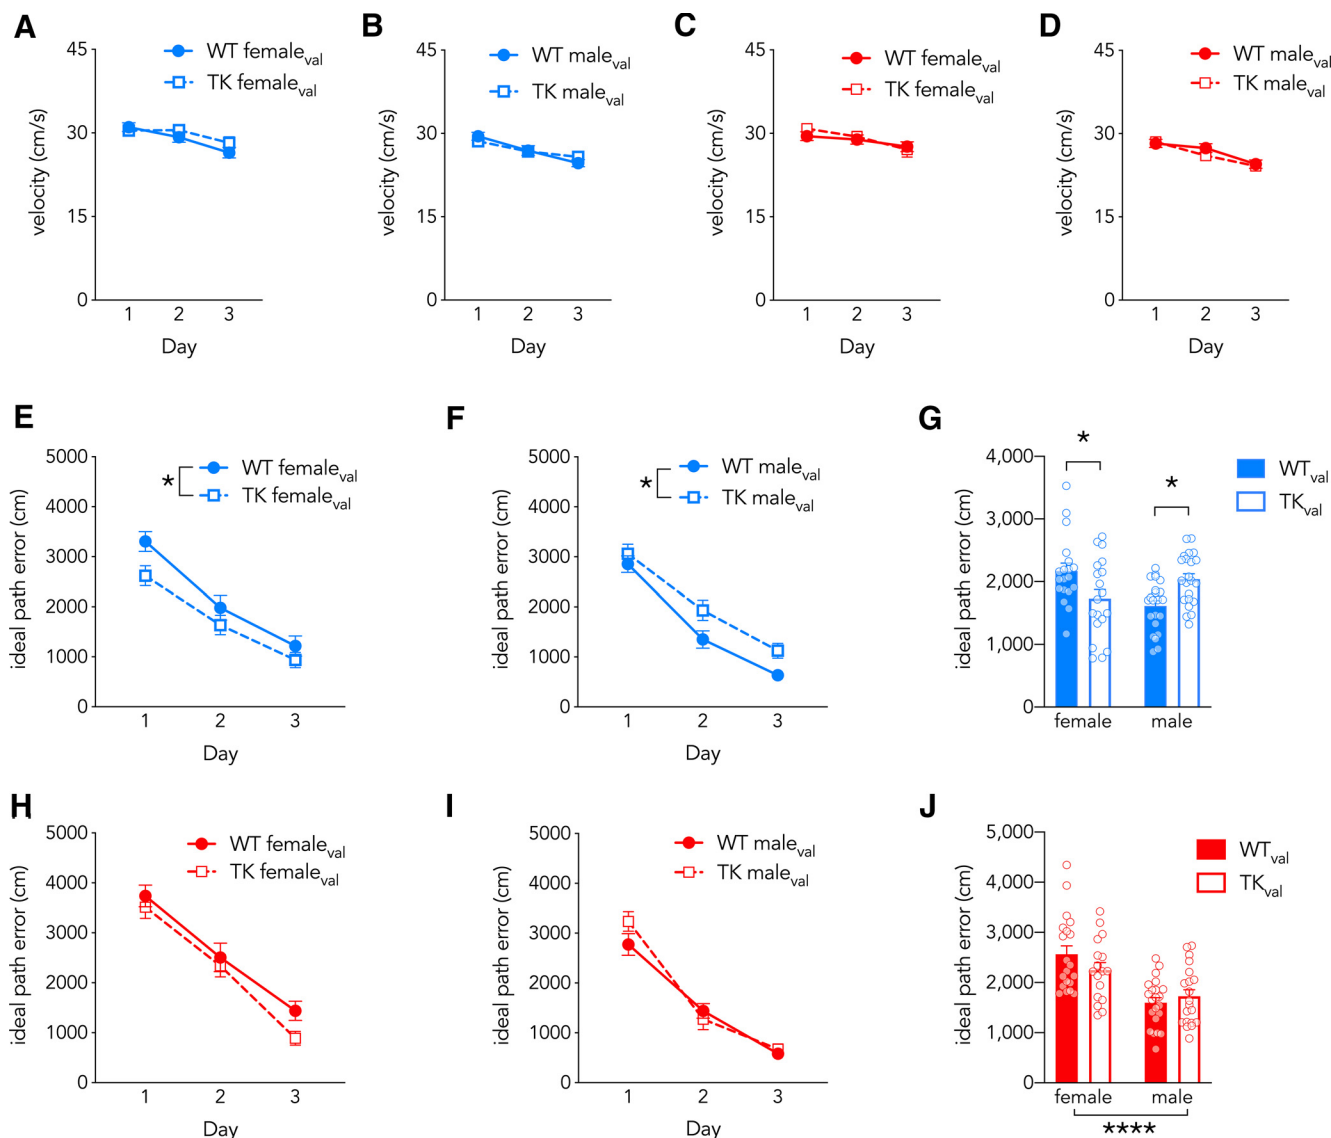 A
WT female_val
TK female_val
velocity (cm/s)
45
30
15
0
1 2 3
Day
B
WT male_val
TK male_val
velocity (cm/s)
45
30
15
0
1 2 3
Day
C
WT female_val
TK female_val
velocity (cm/s)
45
30
15
0
1 2 3
Day
D
WT male_val
TK male_val
velocity (cm/s)
45
30
15
0
1 2 3
Day
E
*
WT female_val
TK female_val
ideal path error (cm)
5000
4000
3000
2000
1000
0
1 2 3
Day
F
*
WT male_val
TK male_val
ideal path error (cm)
5000
4000
3000
2000
1000
0
1 2 3
Day
G
*
*
WT_val
TK_val
ideal path error (cm)
4,000
3,000
2,000
1,000
0
female male
H
WT female_val
TK female_val
ideal path error (cm)
5000
4000
3000
2000
1000
0
1 2 3
Day
I
WT male_val
TK male_val
ideal path error (cm)
5000
4000
3000
2000
1000
0
1 2 3
Day
J
WT_val
TK_val
ideal path error (cm)
5,000
4,000
3,000
2,000
1,000
0
female male
****